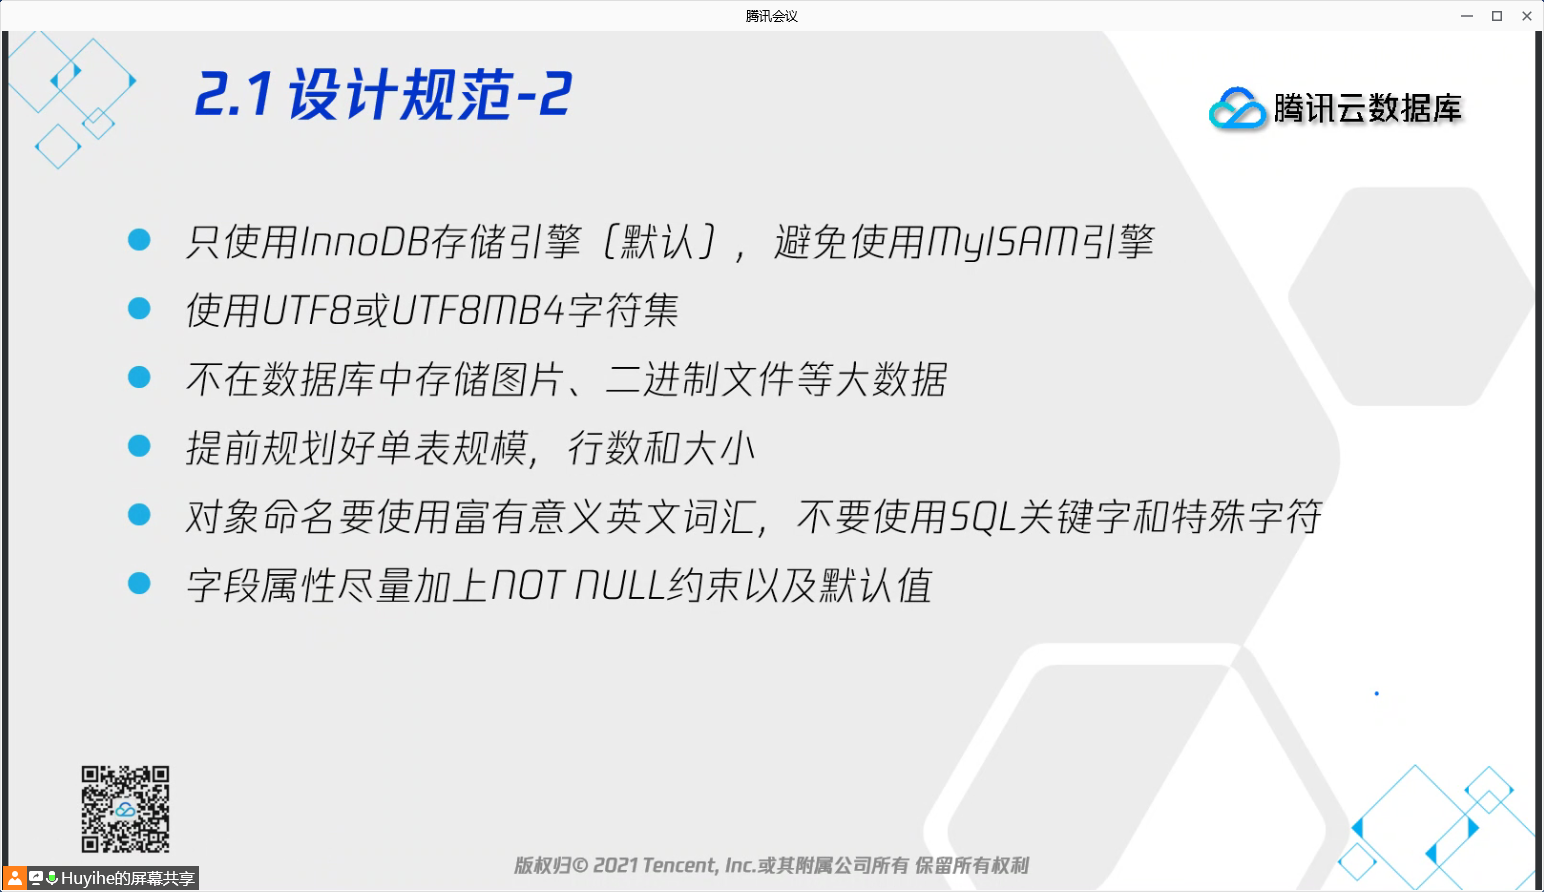 腾讯会议
2.1 设计规范-2
腾讯云数据库
只使用InnoDB存储引擎（默认），避免使用MyISAM引擎
使用UTF8或UTF8MB4字符集
不在数据库中存储图片、二进制文件等大数据
提前规划好单表规模，行数和大小
对象命名要使用富有意义英文词汇，不要使用SQL关键字和特殊字符
字段属性尽量加上NOT NULL约束以及默认值
版权归© 2021 Tencent, Inc.或其附属公司所有 保留所有权利
Huyihe的屏幕共享